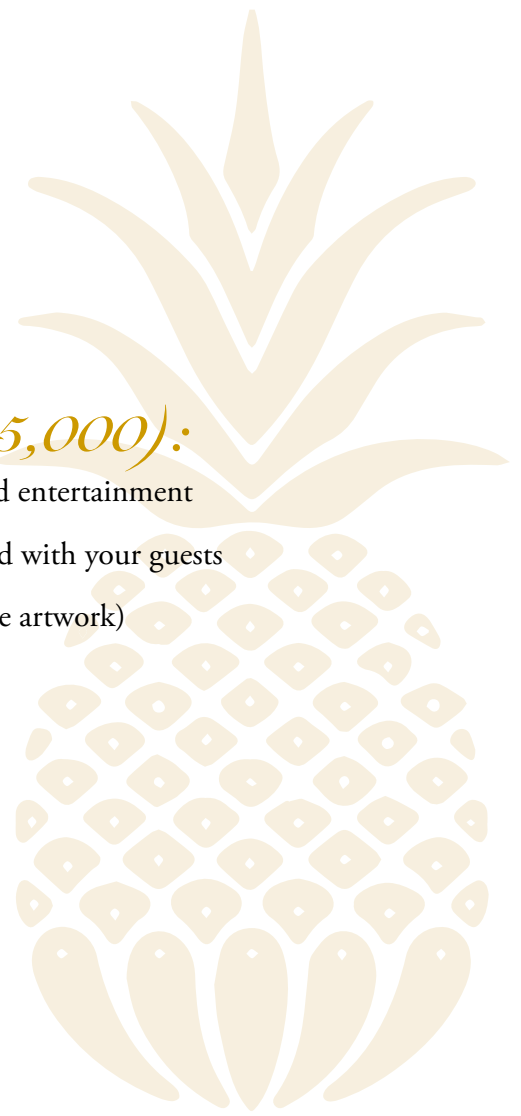 5,000):
d entertainment
d with your guests
e artwork)